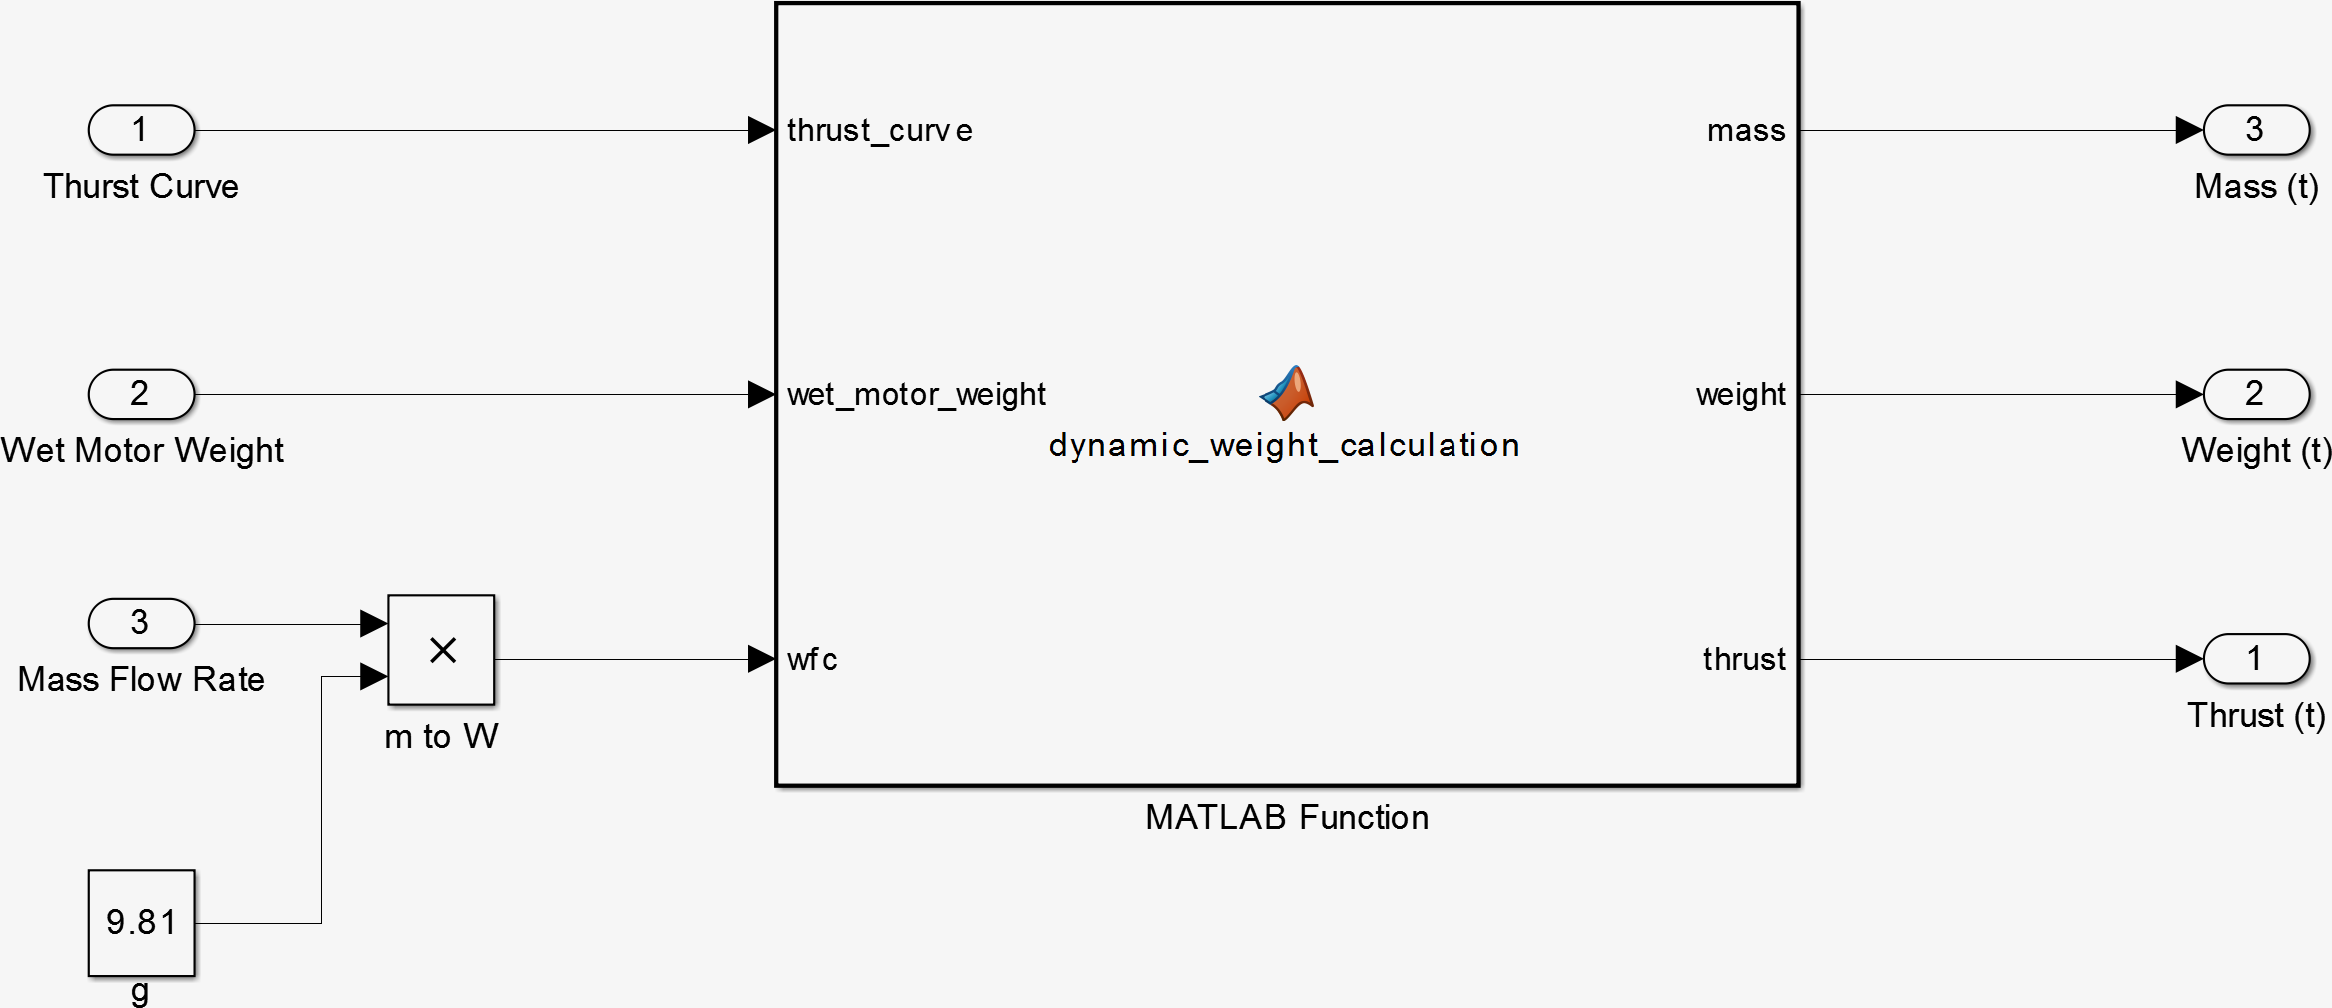 1
Thurst Curve
thrust_curve
mass
3
Mass (t)
2
Wet Motor Weight
wet_motor_weight
dynamic_weight_calculation
weight
2
Weight (t)
3
Mass Flow Rate
×
m to W
wfc
thrust
1
Thrust (t)
MATLAB Function
9.81
g